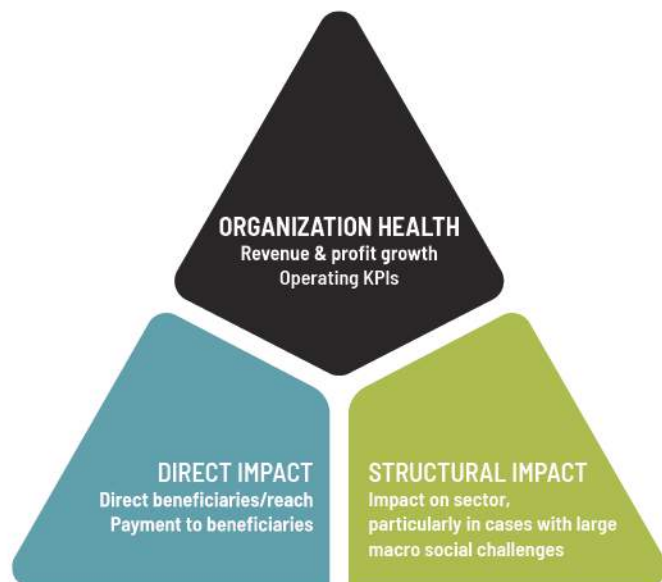 ORGANIZATION HEALTH
Revenue & profit growth
Operating KPIs
DIRECT IMPACT
Direct beneficiaries/reach
Payment to beneficiaries
STRUCTURAL IMPACT
Impact on sector,
particularly in cases with large
macro social challenges